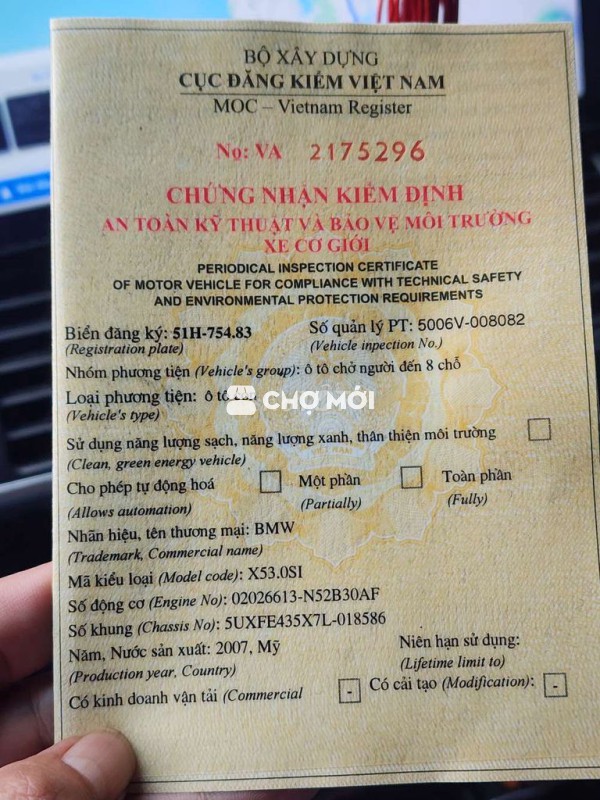 BỘ XÂY DỰNG
CỤC ĐĂNG KIỂM VIỆT NAM
MOC – Vietnam Register
No: VA 2175296
CHỨNG NHẬN KIỂM ĐỊNH
AN TOÀN KỸ THUẬT VÀ BẢO VỆ MÔI TRƯỜNG
XE CƠ GIỚI
PERIODICAL INSPECTION CERTIFICATE
OF MOTOR VEHICLE FOR COMPLIANCE WITH TECHNICAL SAFETY
AND ENVIRONMENTAL PROTECTION REQUIREMENTS
Biển đăng ký: 51H-754.83 Số quản lý PT: 5006V-008082
(Registration plate) (Vehicle inpection No.)
Nhóm phương tiện (Vehicle's group): ô tô chở người đến 8 chỗ
Loại phương tiện: ô tô
CHỢ MỚI
(Vehicle's type)
Sử dụng năng lượng sạch, năng lượng xanh, thân thiện môi trường
(Clean, green energy vehicle)
Cho phép tự động hoá Một phần Toàn phần
(Allows automation) (Partially) (Fully)
Nhãn hiệu, tên thương mại: BMW
(Trademark, Commercial name)
Mã kiểu loại (Model code): X53.0SI
Số động cơ (Engine No): 02026613-N52B30AF
Số khung (Chassis No): 5UXFE435X7L-018586
Năm, Nước sản xuất: 2007, Mỹ Niên hạn sử dụng:
(Production year, Country) (Lifetime limit to)
Có kinh doanh vận tải (Commercial - Có cải tạo (Modification): -